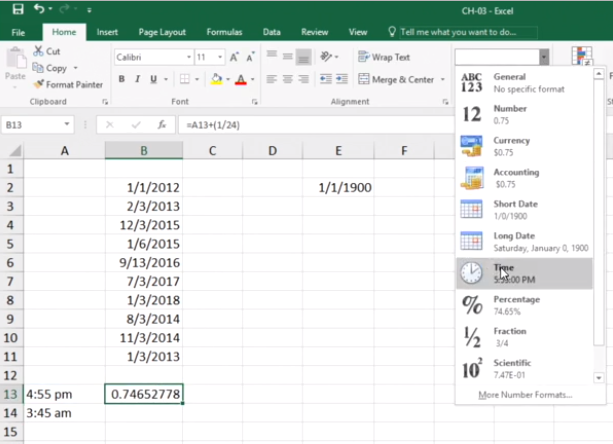 CH-03 - Excel
File Home Insert Page Layout Formulas Data Review View Tell me what you want to do...
Paste
Cut
Copy
Format Painter
Calibri 11 A A
B I U A
Wrap Text
Merge & Center
Clipboard Font Alignment
B13 fx =A13+(1/24)
A B C D E F
1
2 1/1/2012 1/1/1900
3 2/3/2013
4 12/3/2015
5 1/6/2015
6 9/13/2016
7 7/3/2017
8 1/3/2018
9 8/3/2014
10 11/3/2014
11 1/3/2013
12
13 4:55 pm 0.74652778
14 3:45 am
15
ABC
123
General
No specific format
12
Number
0.75
Currency
$0.75
Accounting
$0.75
Short Date
1/0/1900
Long Date
Saturday, January 0, 1900
Time
5:55:00 PM
%
Percentage
74.65%
1/2
Fraction
3/4
10²
Scientific
7.47E-01
More Number Formats...